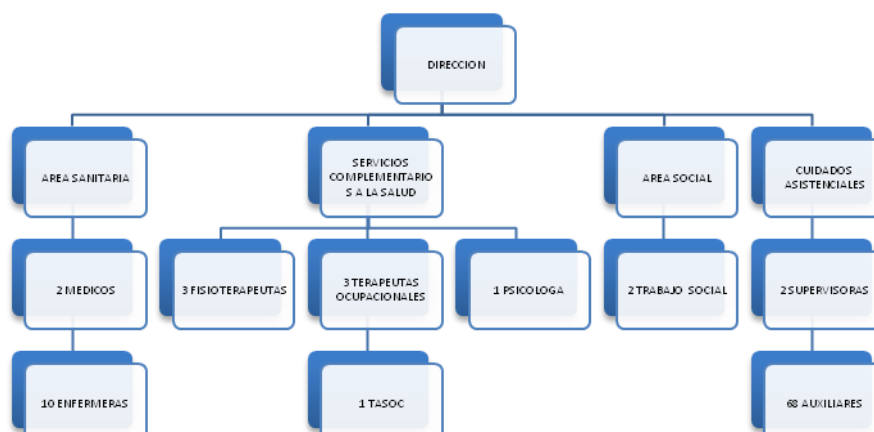 DIRECCION
AREA SANITARIA
SERVICIOS
COMPLEMENTARIO
S A LA SALUD
AREA SOCIAL
CUIDADOS
ASISTENCIALES
2 MEDICOS
3 FISIOTERAPEUTAS
3 TERAPEUTAS
OCUPACIONALES
1 PSICOLOGA
2 TRABAJO SOCIAL
2 SUPERVISORAS
10 ENFERMERAS
1 TASOC
68 AUXILIARES